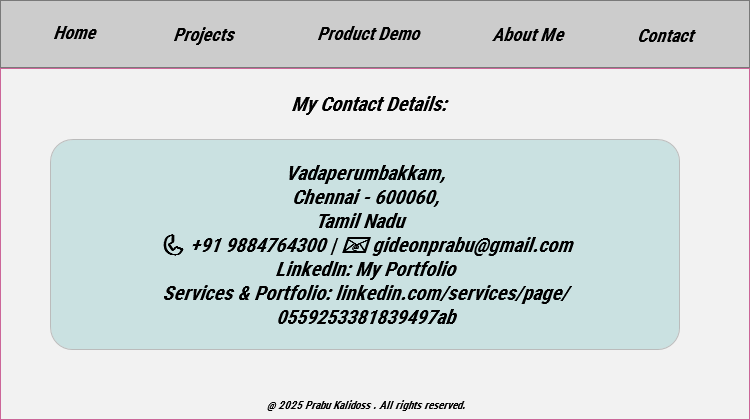 Home Projects Product Demo About Me Contact
My Contact Details:
Vadaperumbakkam,
Chennai - 600060,
Tamil Nadu
+91 9884764300 | gideonprabu@gmail.com
LinkedIn: My Portfolio
Services & Portfolio: linkedin.com/services/page/
0559253381839497ab
@ 2025 Prabu Kalidoss . All rights reserved.